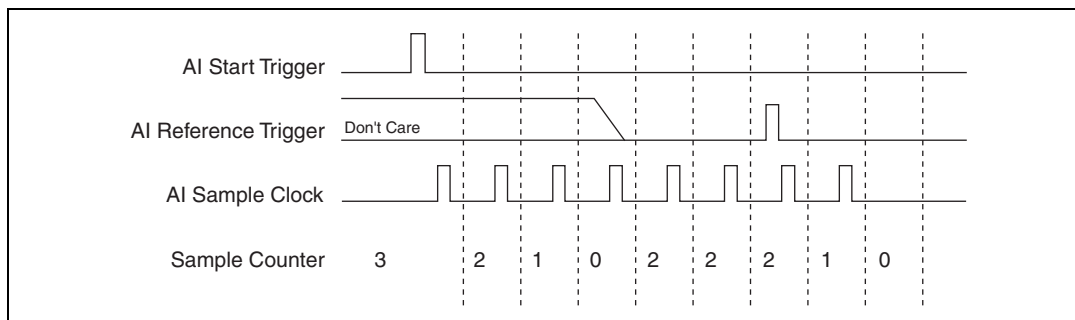 AI Start Trigger
AI Reference Trigger Don't Care
AI Sample Clock
Sample Counter 3 2 1 0 2 2 2 1 0